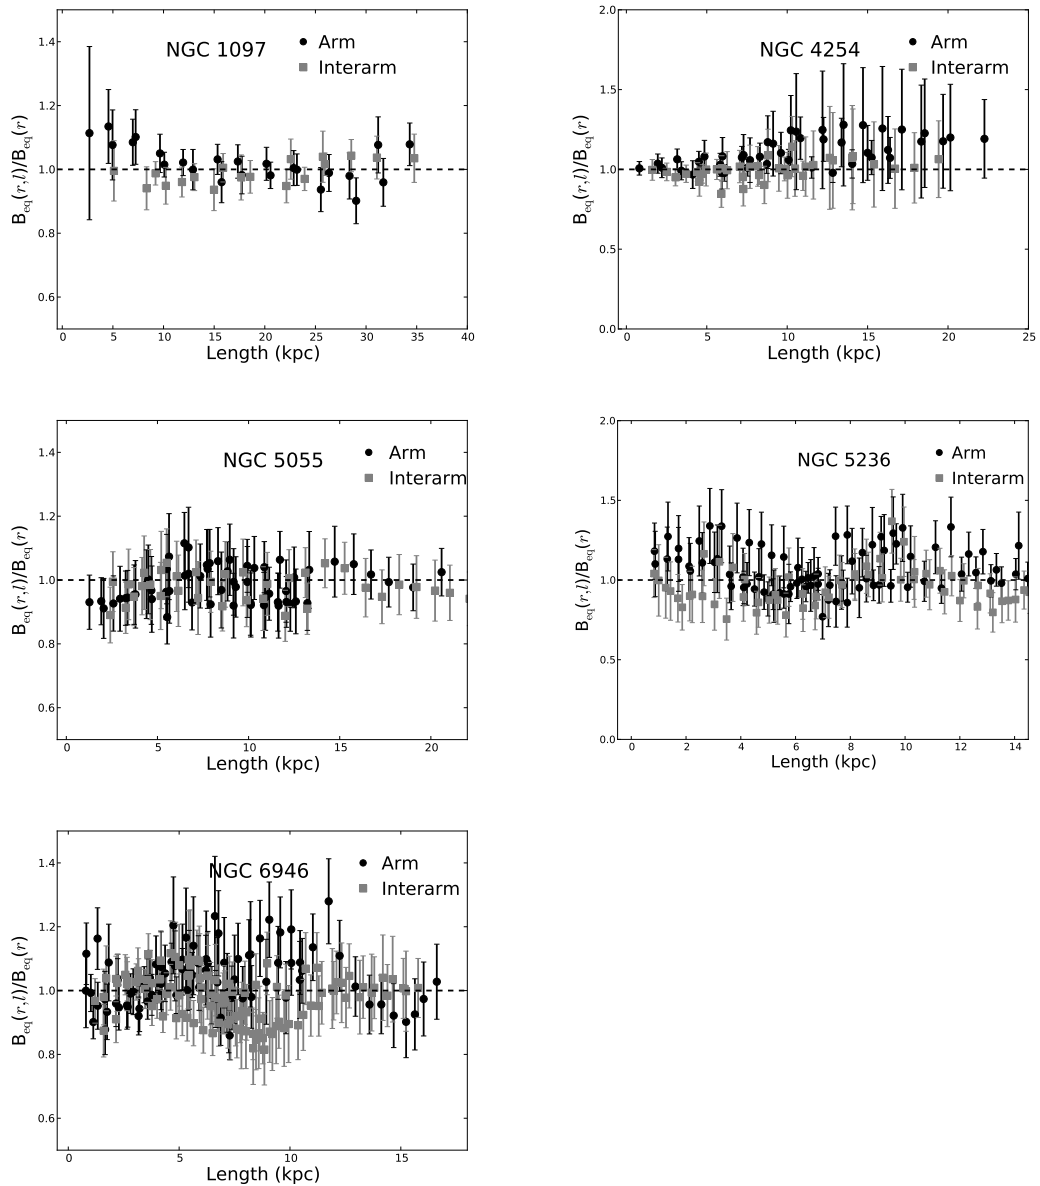 NGC 1097
Arm
Interarm
1.4
1.2
1.0
0.8
0.6
B_eq(r,l)/B_eq(r)
0 5 10 15 20 25 30 35 40
Length (kpc)
NGC 4254
Arm
Interarm
2.0
1.5
1.0
0.5
0.0
B_eq(r,l)/B_eq(r)
0 5 10 15 20 25
Length (kpc)
NGC 5055
Arm
Interarm
1.4
1.2
1.0
0.8
0.6
B_eq(r,l)/B_eq(r)
0 5 10 15 20
Length (kpc)
NGC 5236
Arm
Interarm
2.0
1.5
1.0
0.5
0.0
B_eq(r,l)/B_eq(r)
0 2 4 6 8 10 12 14
Length (kpc)
NGC 6946
Arm
Interarm
1.4
1.2
1.0
0.8
0.6
B_eq(r,l)/B_eq(r)
0 5 10 15
Length (kpc)